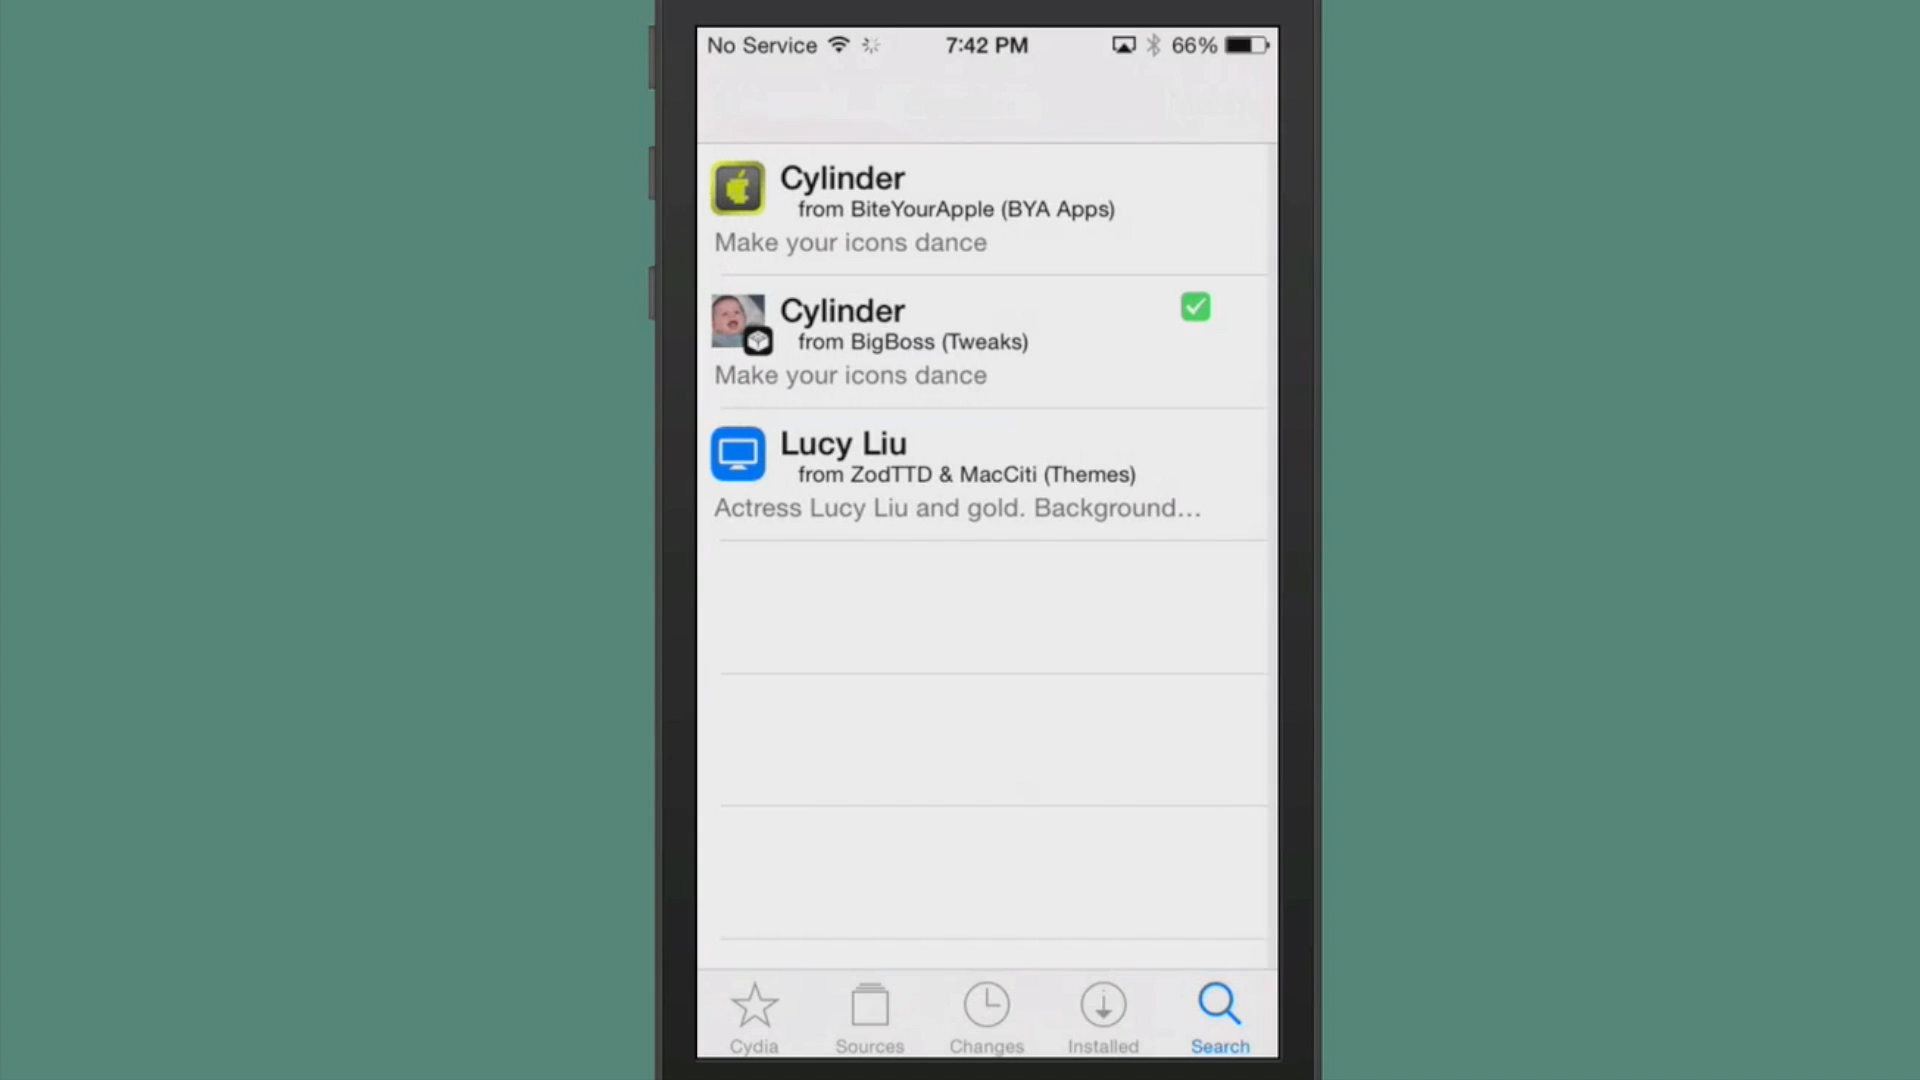 No Service 7:42 PM 66%
Cylinder
from BiteYourApple (BYA Apps)
Make your icons dance
Cylinder
from BigBoss (Tweaks)
Make your icons dance
Lucy Liu
from ZodTTD & MacCiti (Themes)
Actress Lucy Liu and gold. Background...
Cydia Sources Changes Installed Search